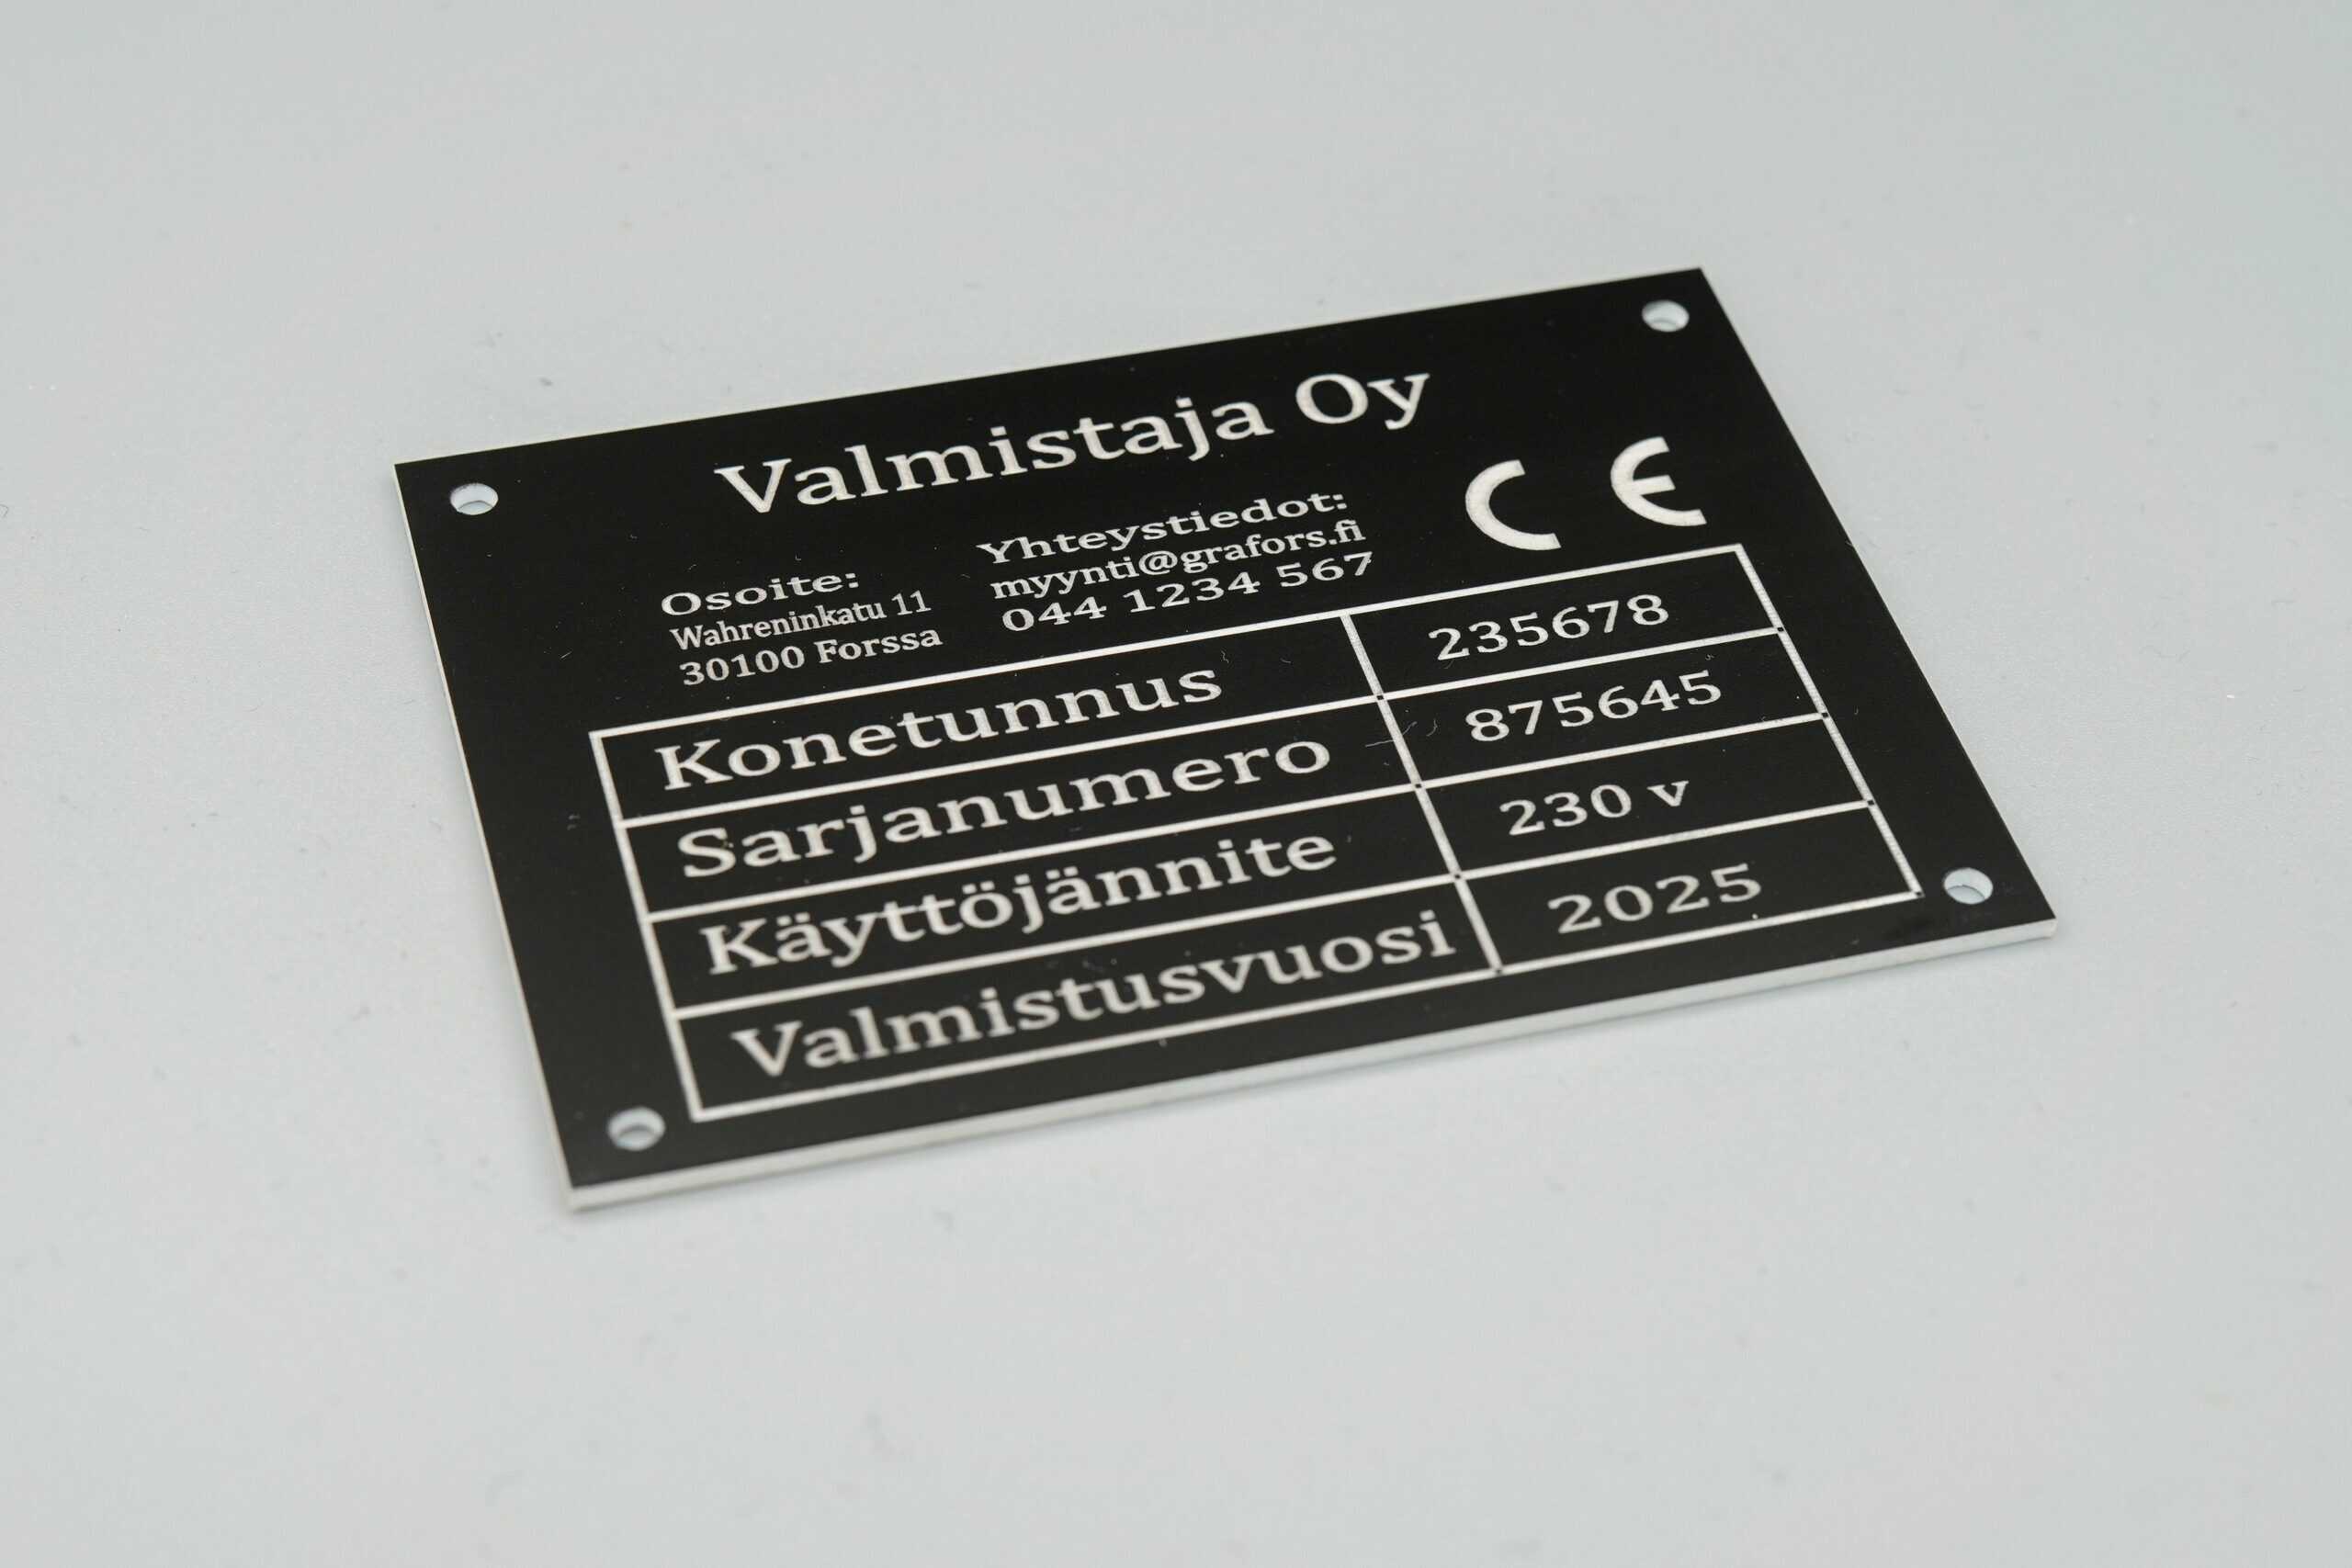 Valmistaja Oy
Osoite:
Wahreninkatu 11
30100 Forssa
Yhteystiedot:
myynti@grafors.fi
044 1234 567
CE
Konetunnus 235678
Sarjanumero 875645
Käyttöjännite 230 v
Valmistusvuosi 2025